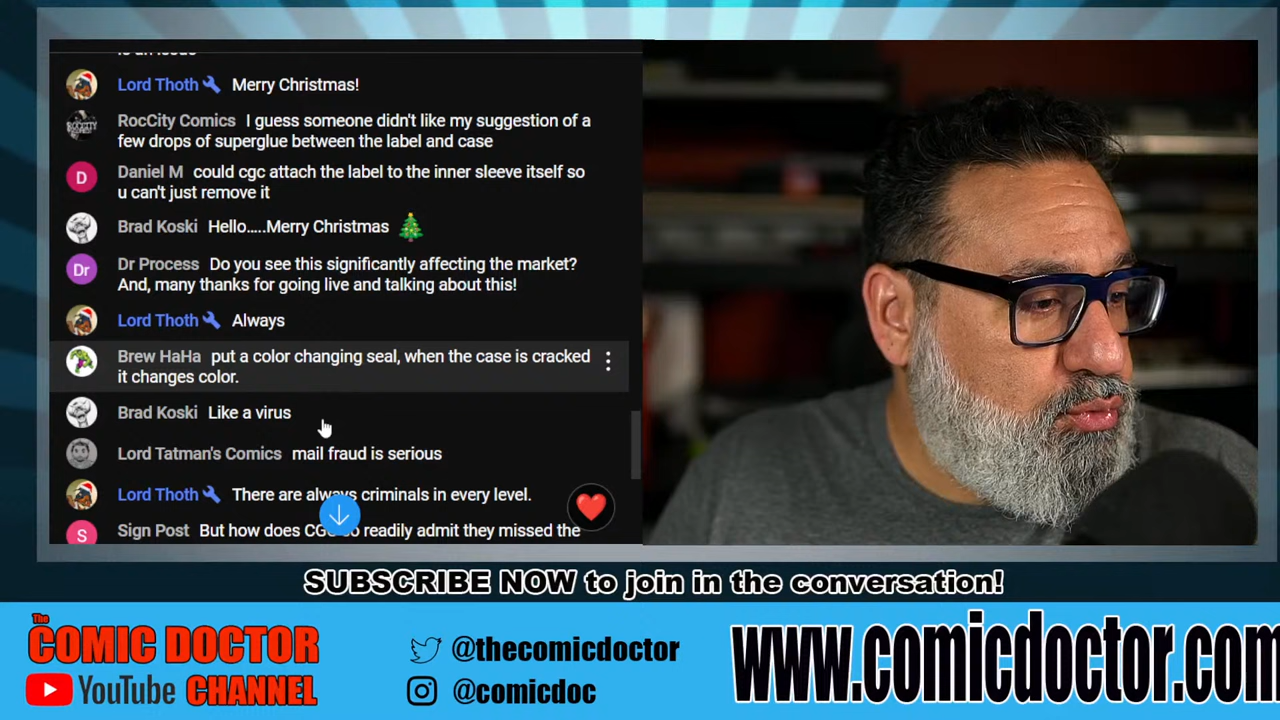 Lord Thoth Merry Christmas!
RocCity Comics I guess someone didn't like my suggestion of a
few drops of superglue between the label and case
D Daniel M could cgc attach the label to the inner sleeve itself so
u can't just remove it
Brad Koski Hello.....Merry Christmas
Dr Dr Process Do you see this significantly affecting the market?
And, many thanks for going live and talking about this!
Lord Thoth Always
Brew HaHa put a color changing seal, when the case is cracked
it changes color.
Brad Koski Like a virus
Lord Tatman's Comics mail fraud is serious
Lord Thoth There are always criminals in every level.
S Sign Post But how does CGC so readily admit they missed the
SUBSCRIBE NOW to join in the conversation!
The
COMIC DOCTOR
YouTube CHANNEL
@thecomicdoctor
@comicdoc
www.comicdoctor.com